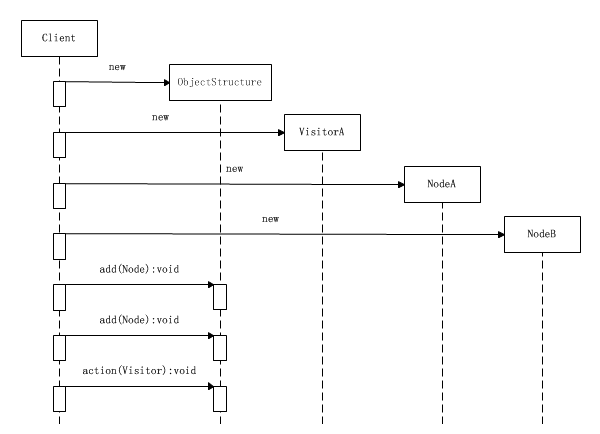 Client
new
ObjectStructure
new
VisitorA
new
NodeA
new
NodeB
add(Node):void
add(Node):void
action(Visitor):void